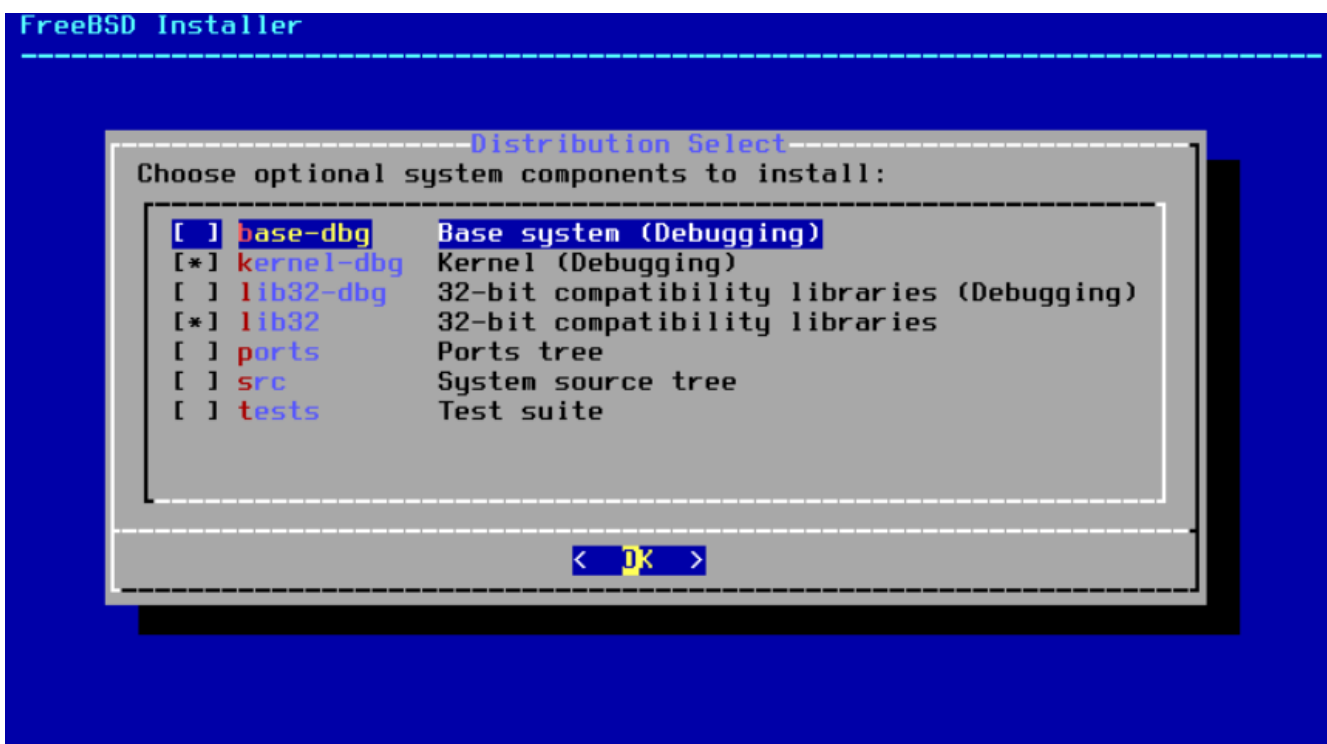 FreeBSD Installer
Distribution Select
Choose optional system components to install:
[ ] base-dbg Base system (Debugging)
[*] kernel-dbg Kernel (Debugging)
[ ] lib32-dbg 32-bit compatibility libraries (Debugging)
[*] lib32 32-bit compatibility libraries
[ ] ports Ports tree
[ ] src System source tree
[ ] tests Test suite
< OK >